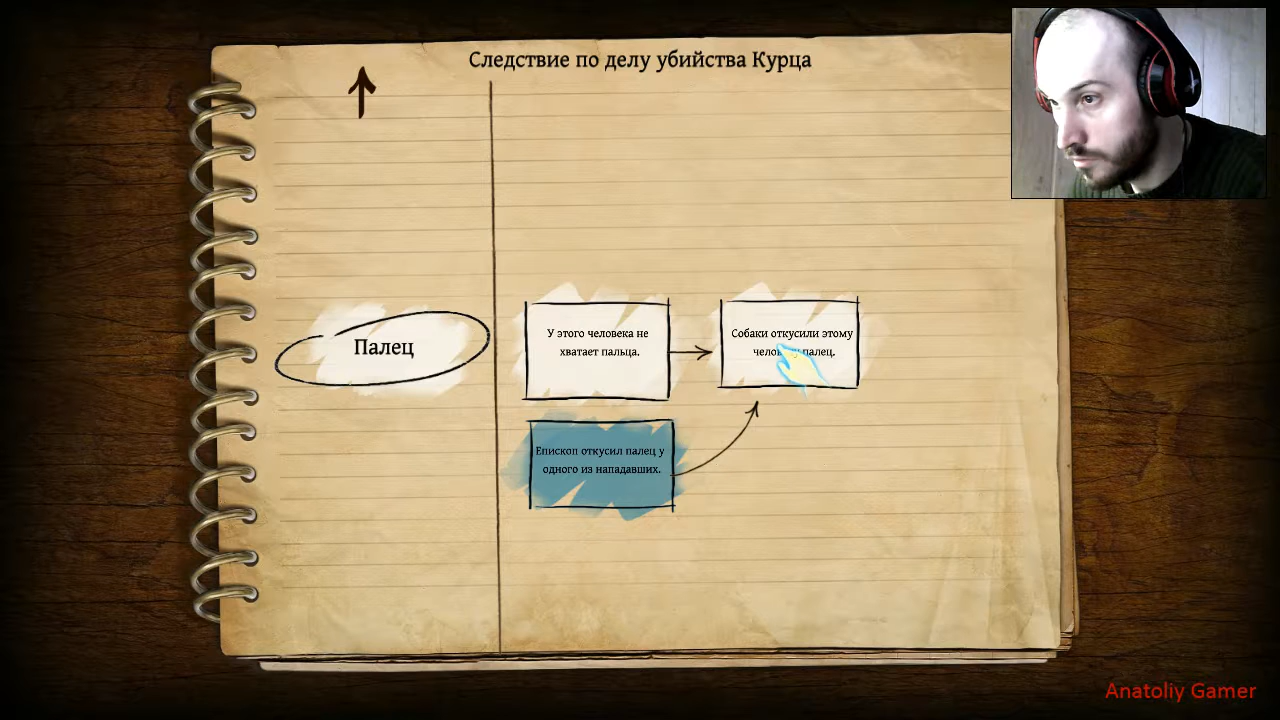 Следствие по делу убийства Курца
Палец
У этого человека не
хватает пальца.
Собаки откусили этому
палец.
Епископ откусил палец у
одного из нападавших.
Anatoliy Gamer